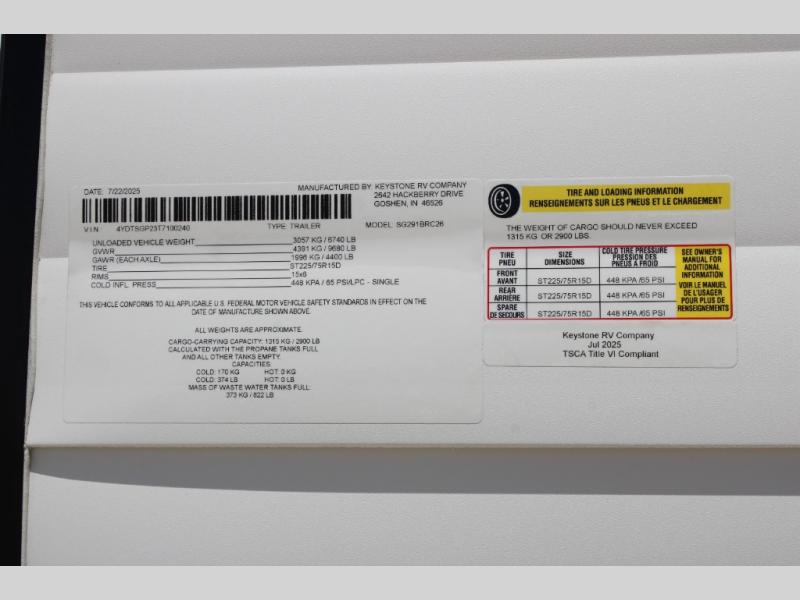 DATE: 7/22/2025
MANUFACTURED BY: KEYSTONE RV COMPANY
2642 HACKBERRY DRIVE
GOSHEN, IN 46526
V.I.N. 4YDTSGP23T7100240 TYPE: TRAILER MODEL: SG291BRC26
UNLOADED VEHICLE WEIGHT 3057 KG / 6740 LB
GVWR 4391 KG / 9680 LB
GAWR (EACH AXLE) 1996 KG / 4400 LB
TIRE ST225/75R15D
RIMS 15x6
COLD INFL. PRESS 448 KPA / 65 PSI/LPC - SINGLE
THIS VEHICLE CONFORMS TO ALL APPLICABLE U.S. FEDERAL MOTOR VEHICLE SAFETY STANDARDS IN EFFECT ON THE
DATE OF MANUFACTURE SHOWN ABOVE.
ALL WEIGHTS ARE APPROXIMATE.
CARGO-CARRYING CAPACITY: 1315 KG / 2900 LB
CALCULATED WITH THE PROPANE TANKS FULL
AND ALL OTHER TANKS EMPTY.
CAPACITIES
COLD: 170 KG HOT: 0 KG
COLD: 374 LB HOT: 0 LB
MASS OF WASTE WATER TANKS FULL:
373 KG / 822 LB
TIRE AND LOADING INFORMATION
RENSEIGNEMENTS SUR LES PNEUS ET LE CHARGEMENT
THE WEIGHT OF CARGO SHOULD NEVER EXCEED
1315 KG OR 2900 LBS.
TIRE
PNEU
SIZE
DIMENSIONS
COLD TIRE PRESSURE
PRESSION DES
PNEUS A FROID
FRONT
AVANT
ST225/75R15D 448 KPA /65 PSI
REAR
ARRIÈRE
ST225/75R15D 448 KPA /65 PSI
SPARE
DE SECOURS
ST225/75R15D 448 KPA /65 PSI
SEE OWNER'S
MANUAL FOR
ADDITIONAL
INFORMATION
VOIR LE MANUEL
DE L'USAGER
POUR PLUS DE
RENSEIGNEMENTS
Keystone RV Company
Jul 2025
TSCA Title VI Compliant